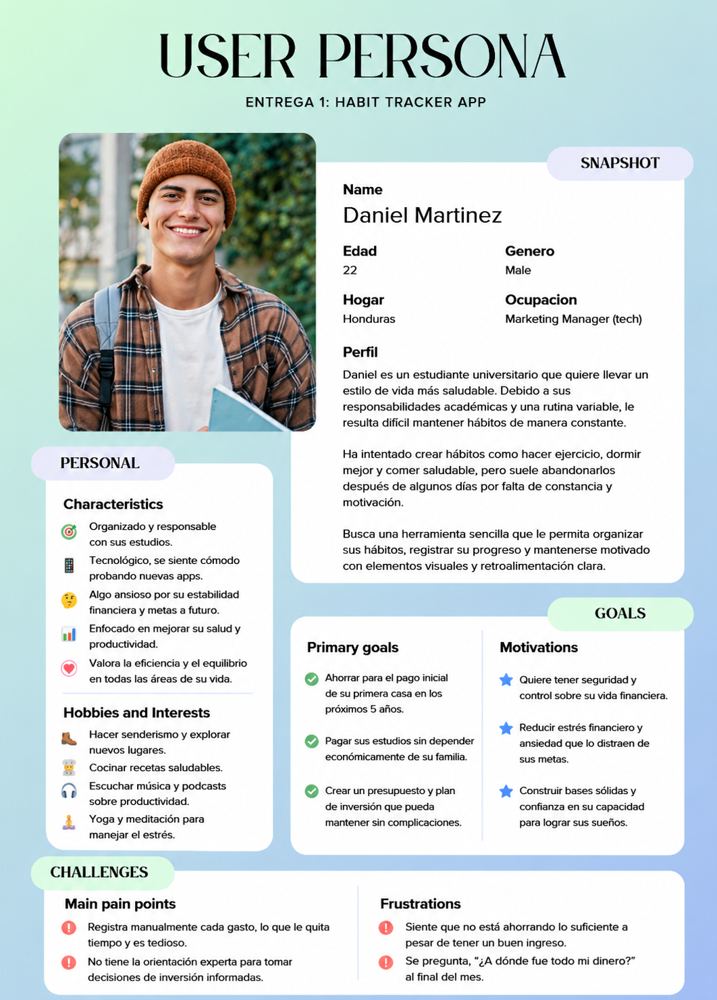 USER PERSONA
ENTREGA 1: HABIT TRACKER APP
SNAPSHOT
Name
Daniel Martinez
Edad
22
Genero
Male
Hogar
Honduras
Ocupacion
Marketing Manager (tech)
Perfil
Daniel es un estudiante universitario que quiere llevar un
estilo de vida más saludable. Debido a sus
responsabilidades académicas y una rutina variable, le
resulta difícil mantener hábitos de manera constante.
Ha intentado crear hábitos como hacer ejercicio, dormir
mejor y comer saludable, pero suele abandonarlos
después de algunos días por falta de constancia y
motivación.
Busca una herramienta sencilla que le permita organizar
sus hábitos, registrar su progreso y mantenerse motivado
con elementos visuales y retroalimentación clara.
PERSONAL
Characteristics
Organizado y responsable
con sus estudios.
Tecnológico, se siente cómodo
probando nuevas apps.
Algo ansioso por su estabilidad
financiera y metas a futuro.
Enfocado en mejorar su salud y
productividad.
Valora la eficiencia y el equilibrio
en todas las áreas de su vida.
Hobbies and Interests
Hacer senderismo y explorar
nuevos lugares.
Cocinar recetas saludables.
Escuchar música y podcasts
sobre productividad.
Yoga y meditación para
manejar el estrés.
GOALS
Primary goals
Ahorrar para el pago inicial
de su primera casa en los
próximos 5 años.
Pagar sus estudios sin depender
económicamente de su familia.
Crear un presupuesto y plan
de inversión que pueda
mantener sin complicaciones.
Motivations
Quiere tener seguridad y
control sobre su vida financiera.
Reducir estrés financiero y
ansiedad que lo distraen de
sus metas.
Construir bases sólidas y
confianza en su capacidad
para lograr sus sueños.
CHALLENGES
Main pain points
Registra manualmente cada gasto, lo que le quita
tiempo y es tedioso.
No tiene la orientación experta para tomar
decisiones de inversión informadas.
Frustrations
Siente que no está ahorrando lo suficiente a
pesar de tener un buen ingreso.
Se pregunta, “¿A dónde fue todo mi dinero?”
al final del mes.